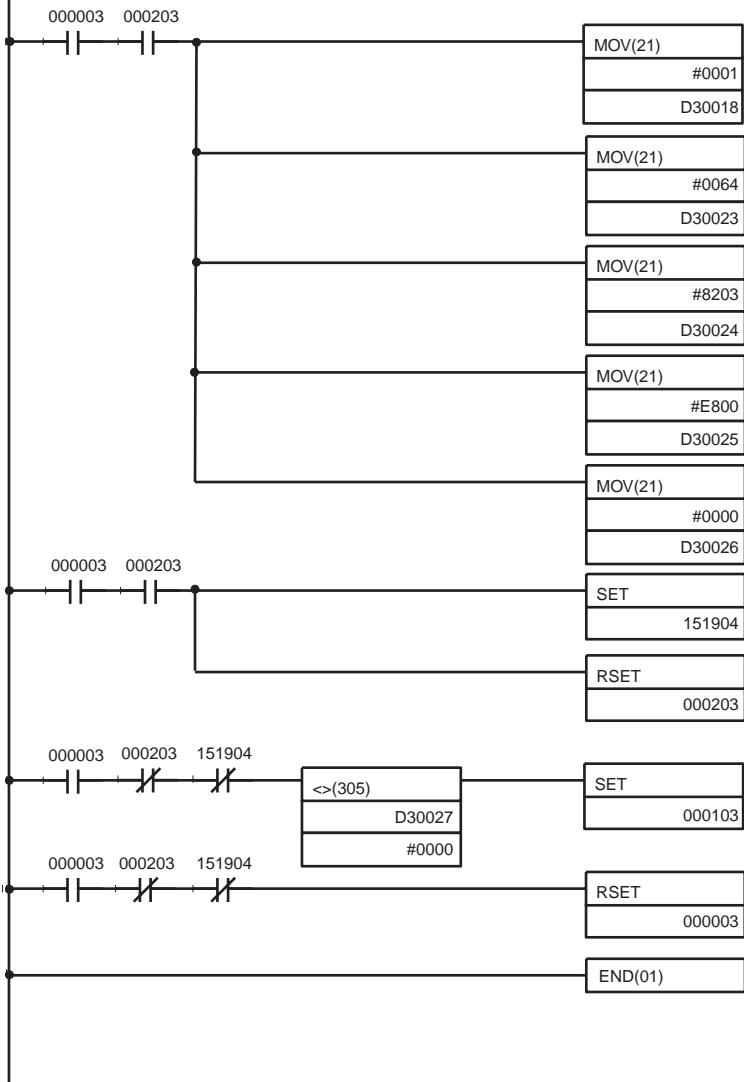 000003 000203
MOV(21)
#0001
D30018
MOV(21)
#0064
D30023
MOV(21)
#8203
D30024
MOV(21)
#E800
D30025
MOV(21)
#0000
D30026
000003 000203
SET
151904
RSET
000203
000003 000203 151904
<>(305)
D30027
#0000
SET
000103
000003 000203 151904
RSET
000003
END(01)